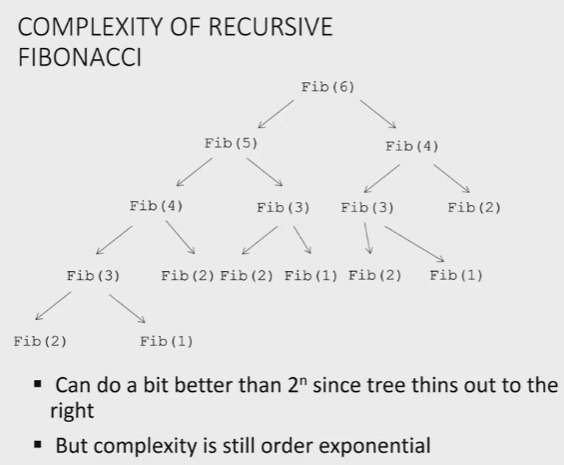 COMPLEXITY OF RECURSIVE
FIBONACCI
Fib(6)
Fib(5) Fib(4)
Fib(4) Fib(3) Fib(3) Fib(2)
Fib(3) Fib(2) Fib(2) Fib(1) Fib(2) Fib(1)
Fib(2) Fib(1)
▪ Can do a bit better than 2ⁿ since tree thins out to the
right
▪ But complexity is still order exponential